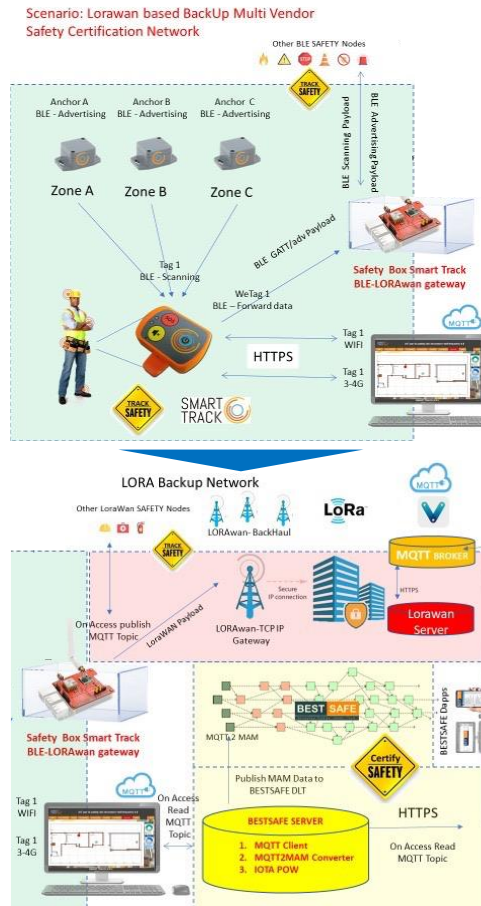 Scenario: Lorawan based BackUp Multi Vendor
Safety Certification Network
Other BLE SAFETY Nodes
STOP
TRACK
SAFETY
Anchor A
BLE - Advertising
Anchor B
BLE - Advertising
Anchor C
BLE - Advertising
BLE Scanning Payload
BLE Advertising Payload
Zone A
Zone B
Zone C
BLE GATT/adv Payload
Tag 1
BLE - Scanning
Safety Box Smart Track
BLE-LORAwan gateway
WeTag 1
BLE – Forward data
SOS
MQTT
HTTPS
Tag 1
WIFI
Tag 1
3-4G
TRACK
SAFETY
SMART
TRACK
LORA Backup Network
MQTT
Other LoraWan SAFETY Nodes
LORAwan- BackHaul
LoRa
TRACK
SAFETY
MQTT BROKER
HTTPS
On Access publish
MQTT Topic
LoraWAN Payload
Secure
IP connection
LORAwan-TCP IP
Gateway
Lorawan
Server
Safety Box Smart Track
BLE-LORAwan gateway
BEST SAFE
MQTT 2 MAM
BESTSAFE Dapps
Certify
SAFETY
Publish MAM Data to
BESTSAFE DLT
MQTT
Tag 1
WIFI
Tag 1
3-4G
On Access
Read
MQTT
Topic
BESTSAFE SERVER
1. MQTT Client
2. MQTT2MAM Converter
3. IOTA POW
HTTPS
On Access Read
MQTT Topic